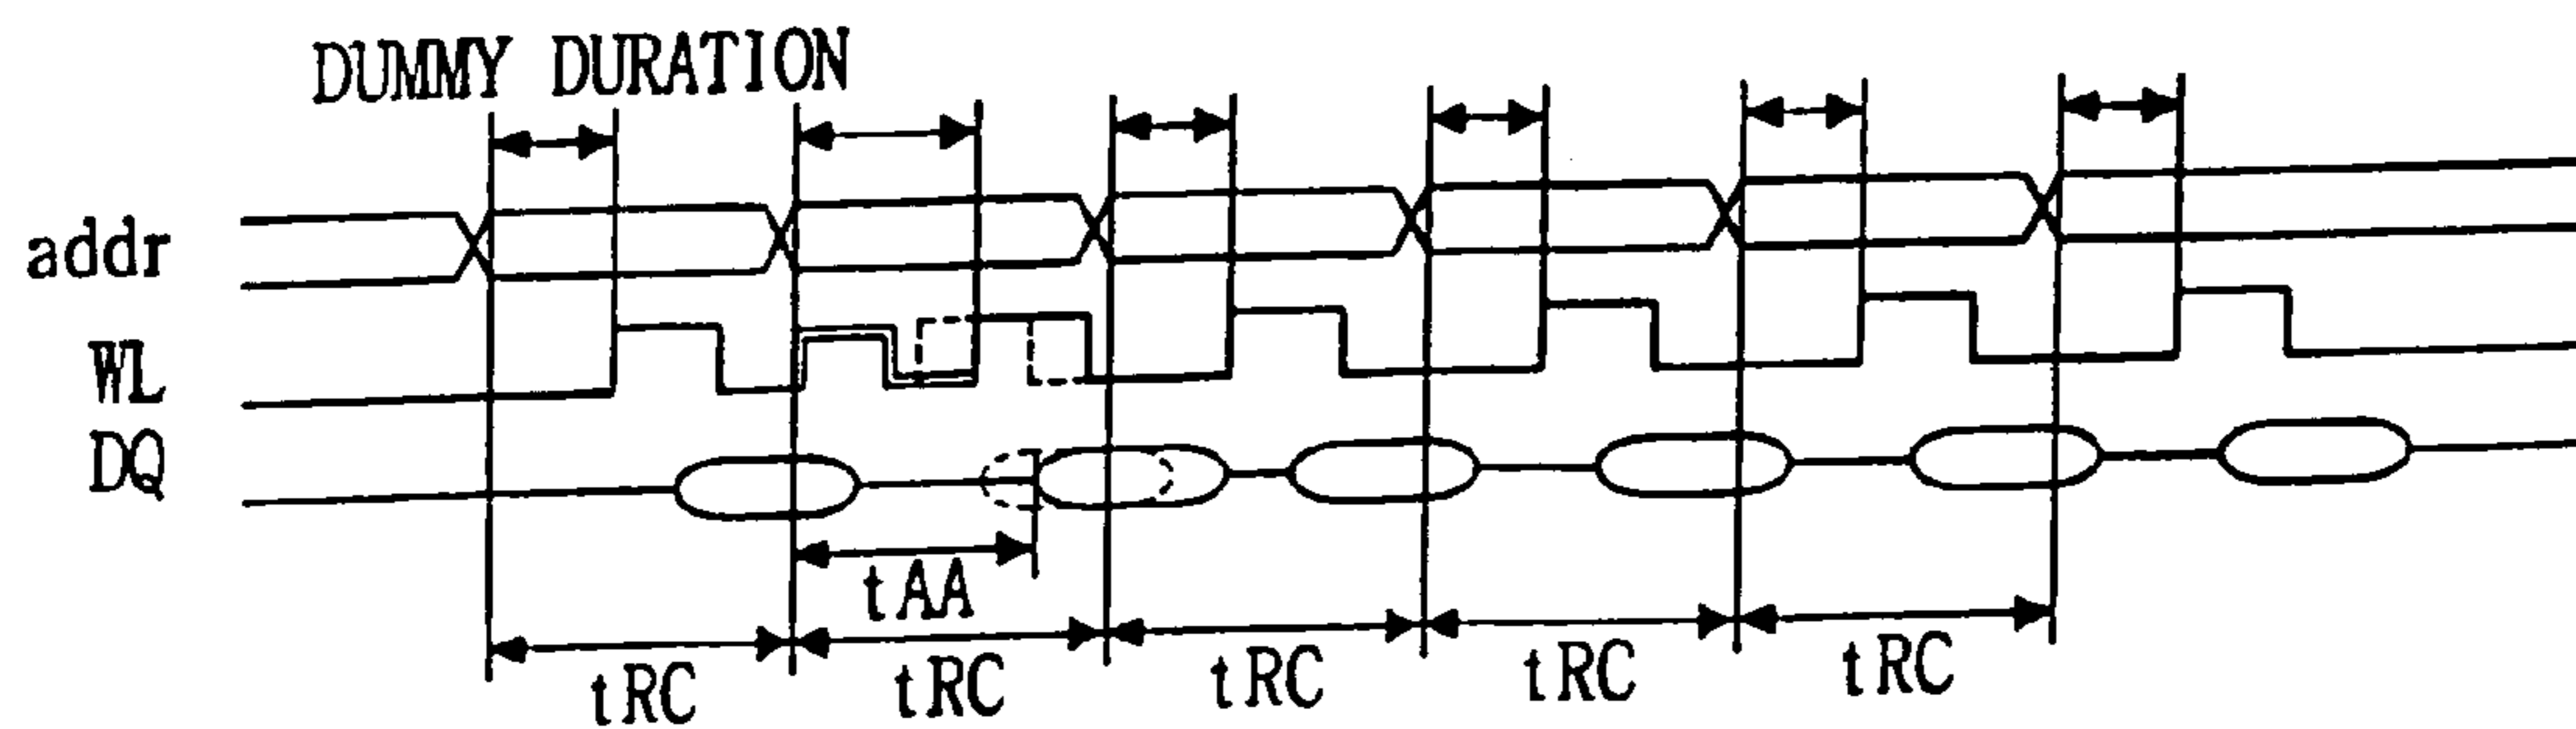 DUMMY DURATION
addr
WL
DQ
tAA
tRC
tRC
tRC
tRC
tRC